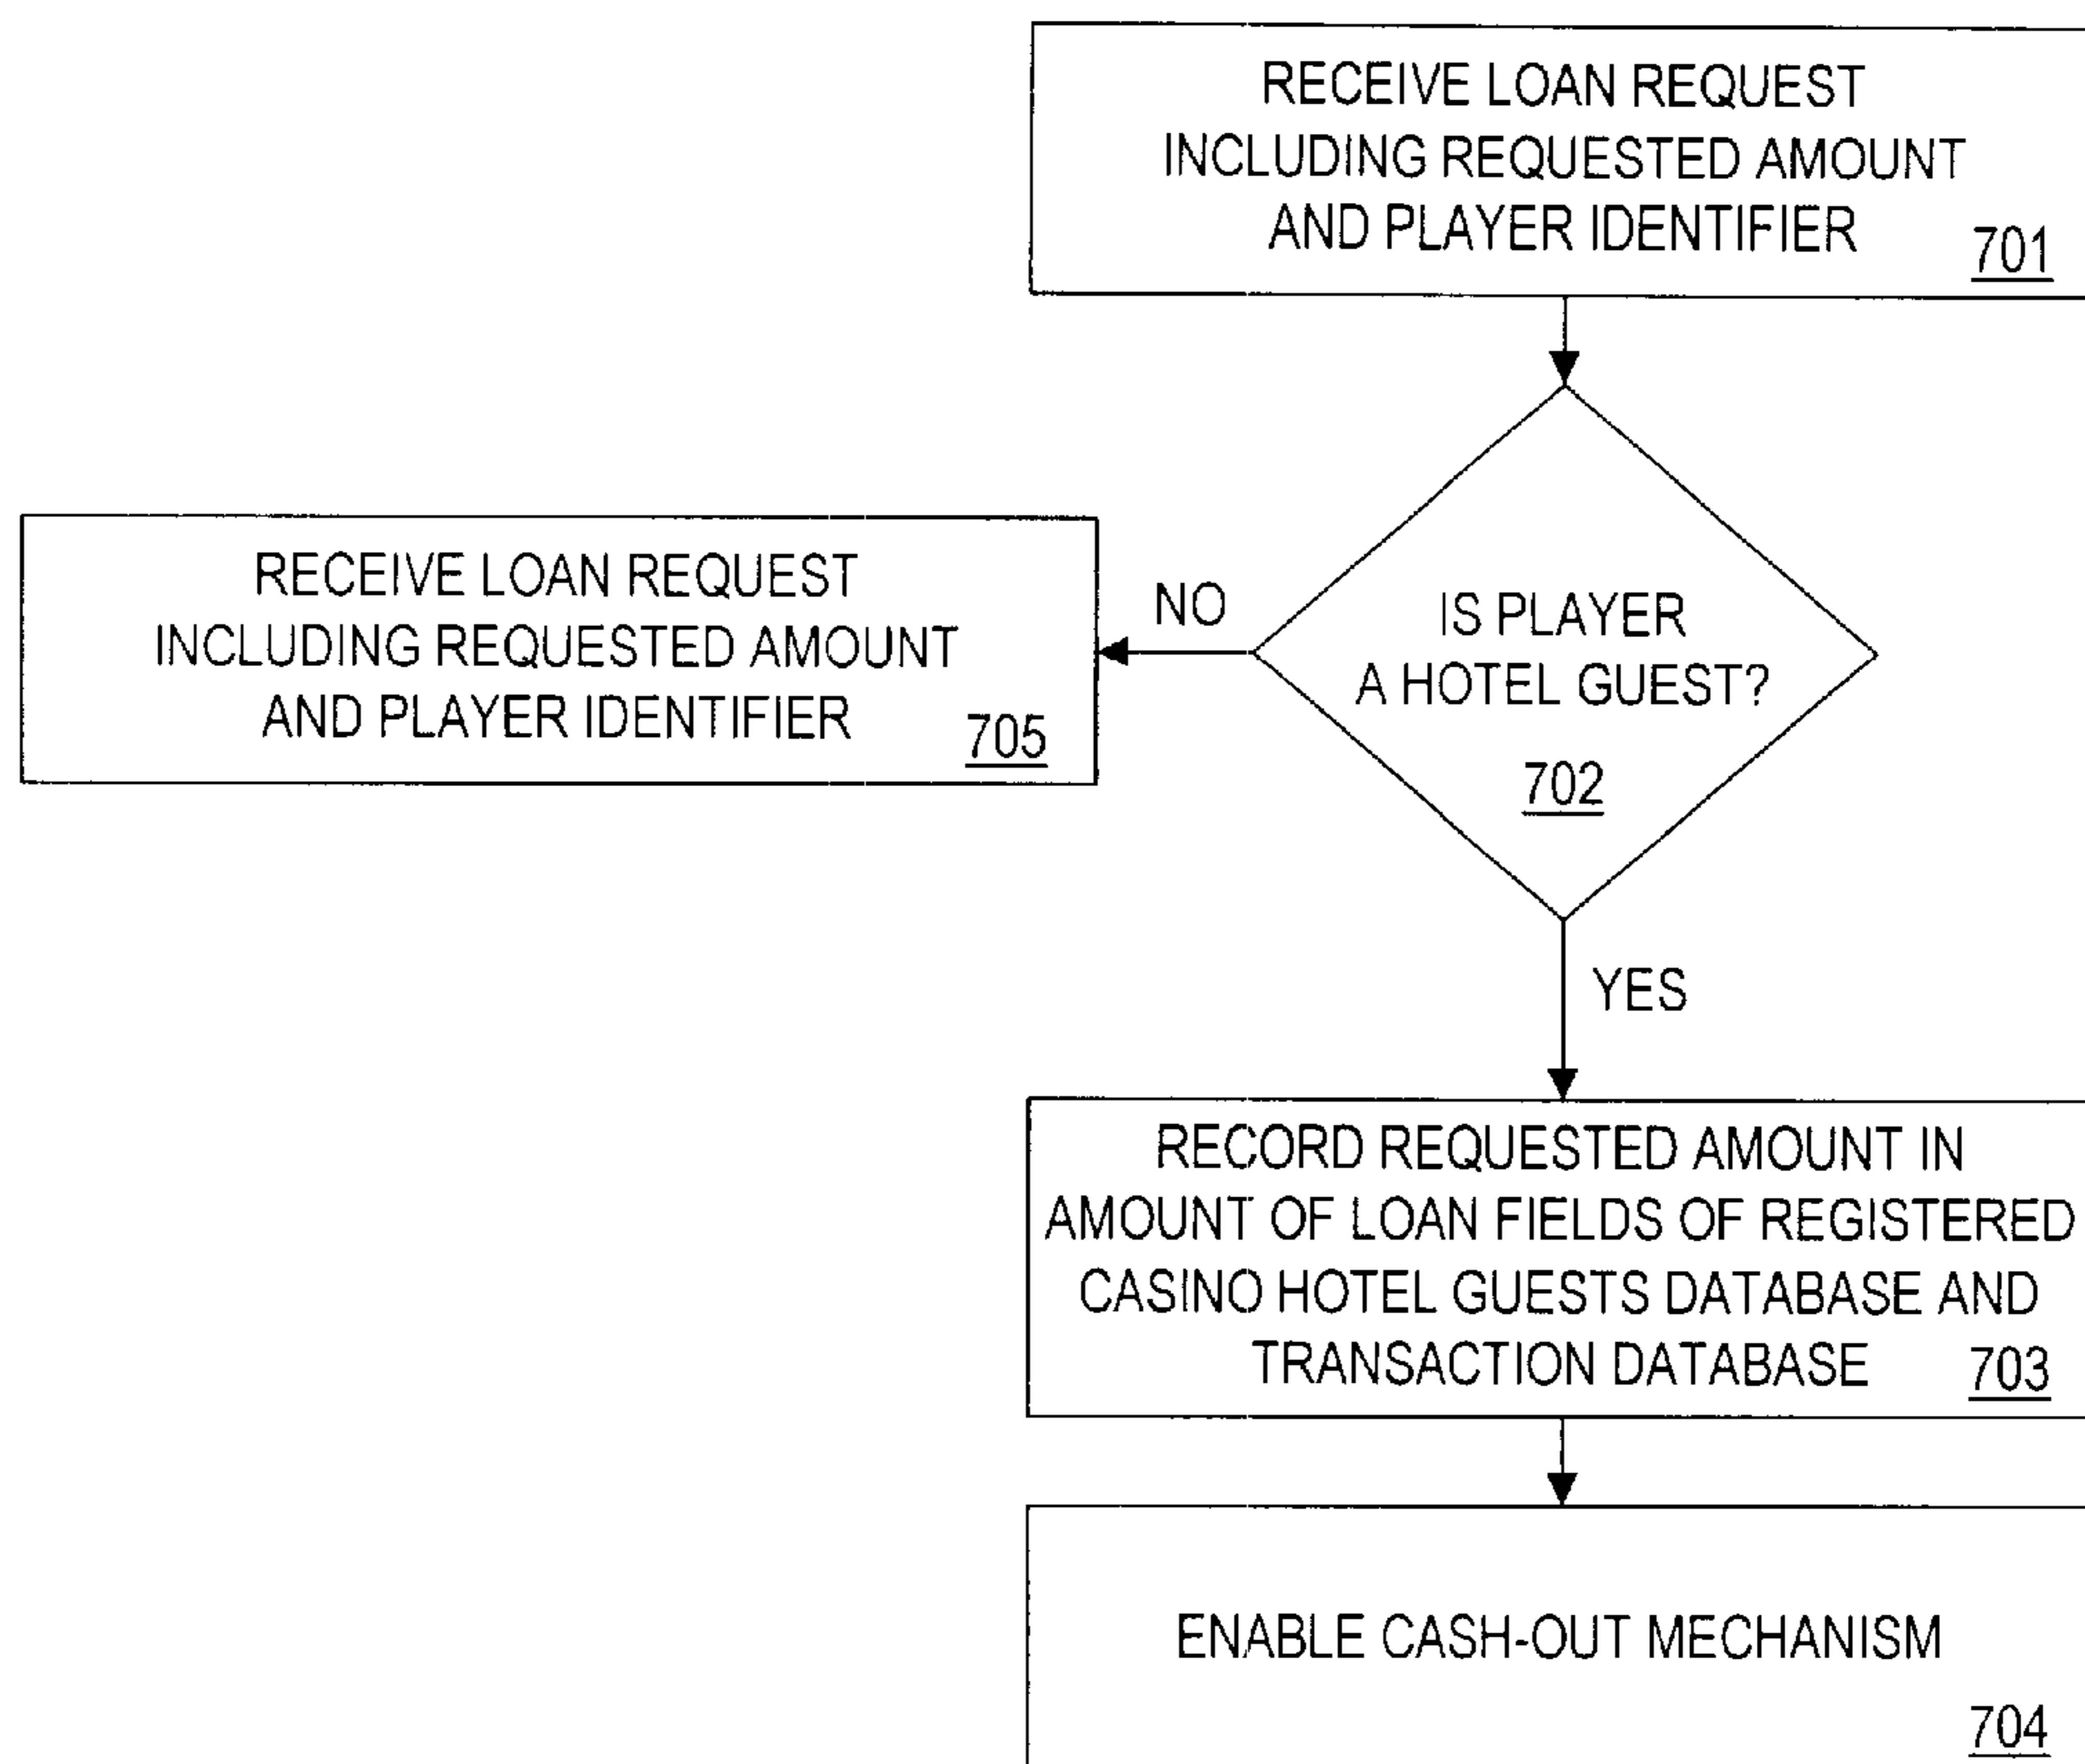 RECEIVE LOAN REQUEST
INCLUDING REQUESTED AMOUNT
AND PLAYER IDENTIFIER
701
IS PLAYER
A HOTEL GUEST?
702
NO
RECEIVE LOAN REQUEST
INCLUDING REQUESTED AMOUNT
AND PLAYER IDENTIFIER
705
YES
RECORD REQUESTED AMOUNT IN
AMOUNT OF LOAN FIELDS OF REGISTERED
CASINO HOTEL GUESTS DATABASE AND
TRANSACTION DATABASE
703
ENABLE CASH-OUT MECHANISM
704